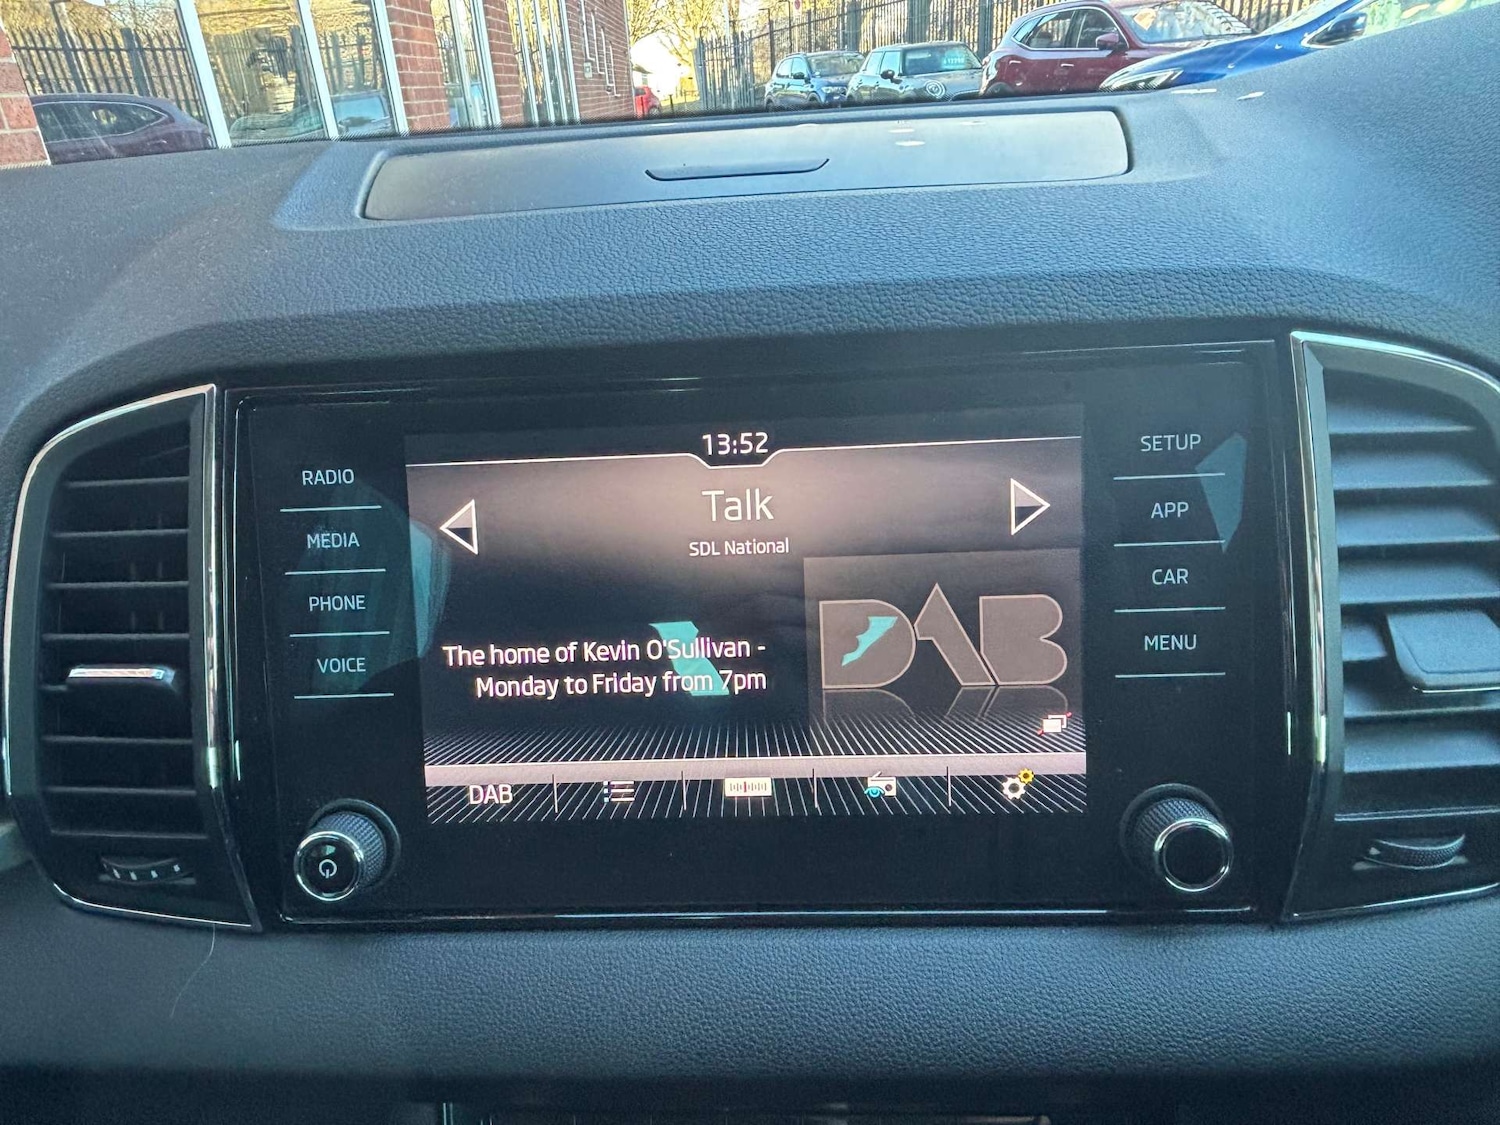 13:52
RADIO
MEDIA
PHONE
VOICE
Talk
SDL National
The home of Kevin O'Sullivan -
Monday to Friday from 7pm
DAB
DAB
SETUP
APP
CAR
MENU